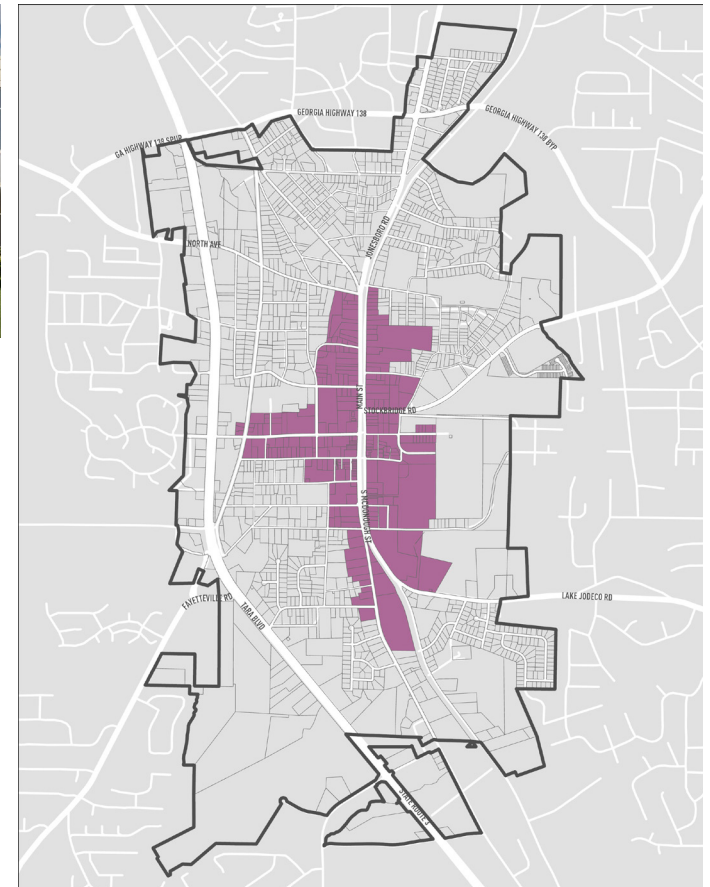 GEORGIA HIGHWAY 138
GEORGIA HIGHWAY 138 BYP
GA HIGHWAY 138 SPUR
JONESBORO RD
NORTH AVE
MAIN ST
STOCKBRIDGE RD
S MCDONOUGH ST
LAKE JODECO RD
FAYETTEVILLE RD
TARA BLVD
STATE ROUTE 3